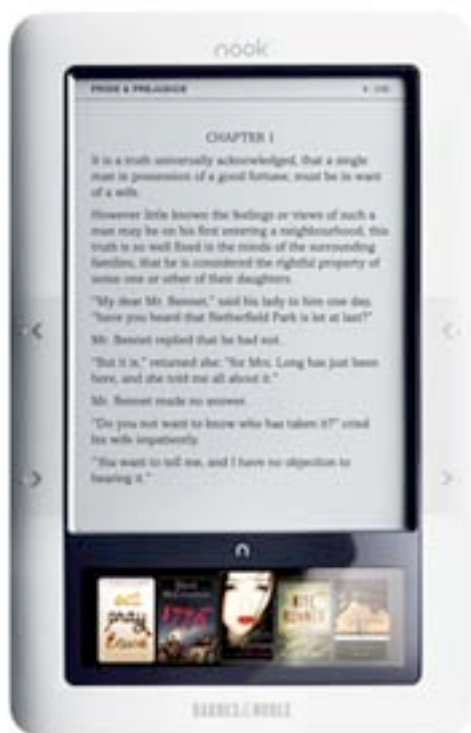 nook
PRIDE & PREJUDICE
CHAPTER 1
It is a truth universally acknowledged, that a single
man in possession of a good fortune, must be in want
of a wife.
However little known the feelings or views of such a
man may be on his first entering a neighbourhood, this
truth is so well fixed in the minds of the surrounding
families, that he is considered the rightful property of
some one or other of their daughters.
"My dear Mr. Bennet," said his lady to him one day,
"have you heard that Netherfield Park is let at last?"
Mr. Bennet replied that he had not.
"But it is," returned she; "for Mrs. Long has just been
here, and she told me all about it."
Mr. Bennet made no answer.
"Do you not want to know who has taken it?" cried
his wife impatiently.
"You want to tell me, and I have no objection to
hearing it."
eat
pray
1776
BARNES & NOBLE